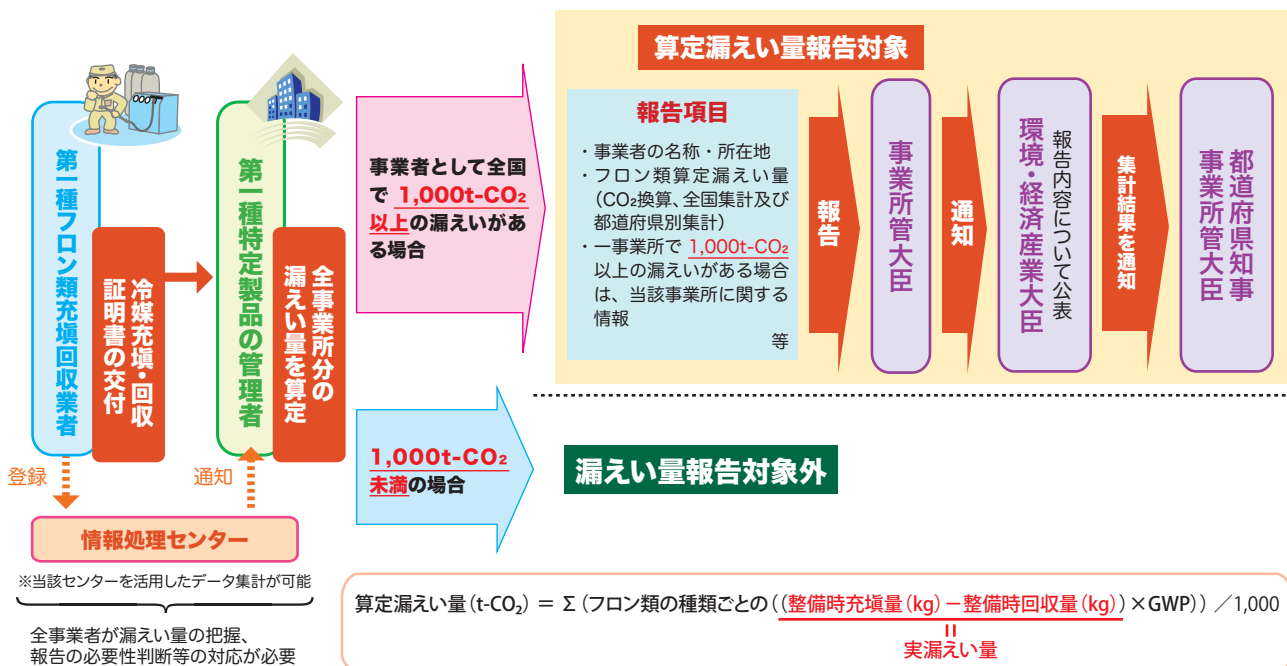 第一種フロン類充塡回収業者
冷媒充塡・回収
証明書の交付
第一種特定製品の管理者
全事業所分の
漏えい量を算定
登録
通知
情報処理センター
※当該センターを活用したデータ集計が可能
全事業者が漏えい量の把握、
報告の必要性判断等の対応が必要
事業者として全国
で 1,000t-CO₂
以上の漏えいがあ
る場合
算定漏えい量報告対象
報告項目
・事業者の名称・所在地
・フロン類算定漏えい量
(CO₂換算、全国集計及び
都道府県別集計)
・一事業所で 1,000t-CO₂
以上の漏えいがある場合
は、当該事業所に関する
情報
等
報告
事業所管大臣
通知
環境・経済産業大臣
報告内容について公表
集計結果を通知
都道府県知事
事業所管大臣
1,000t-CO₂
未満の場合
漏えい量報告対象外
算定漏えい量(t-CO₂) = Σ(フロン類の種類ごとの((整備時充塡量(kg)－整備時回収量(kg))×GWP))／1,000
=
実漏えい量